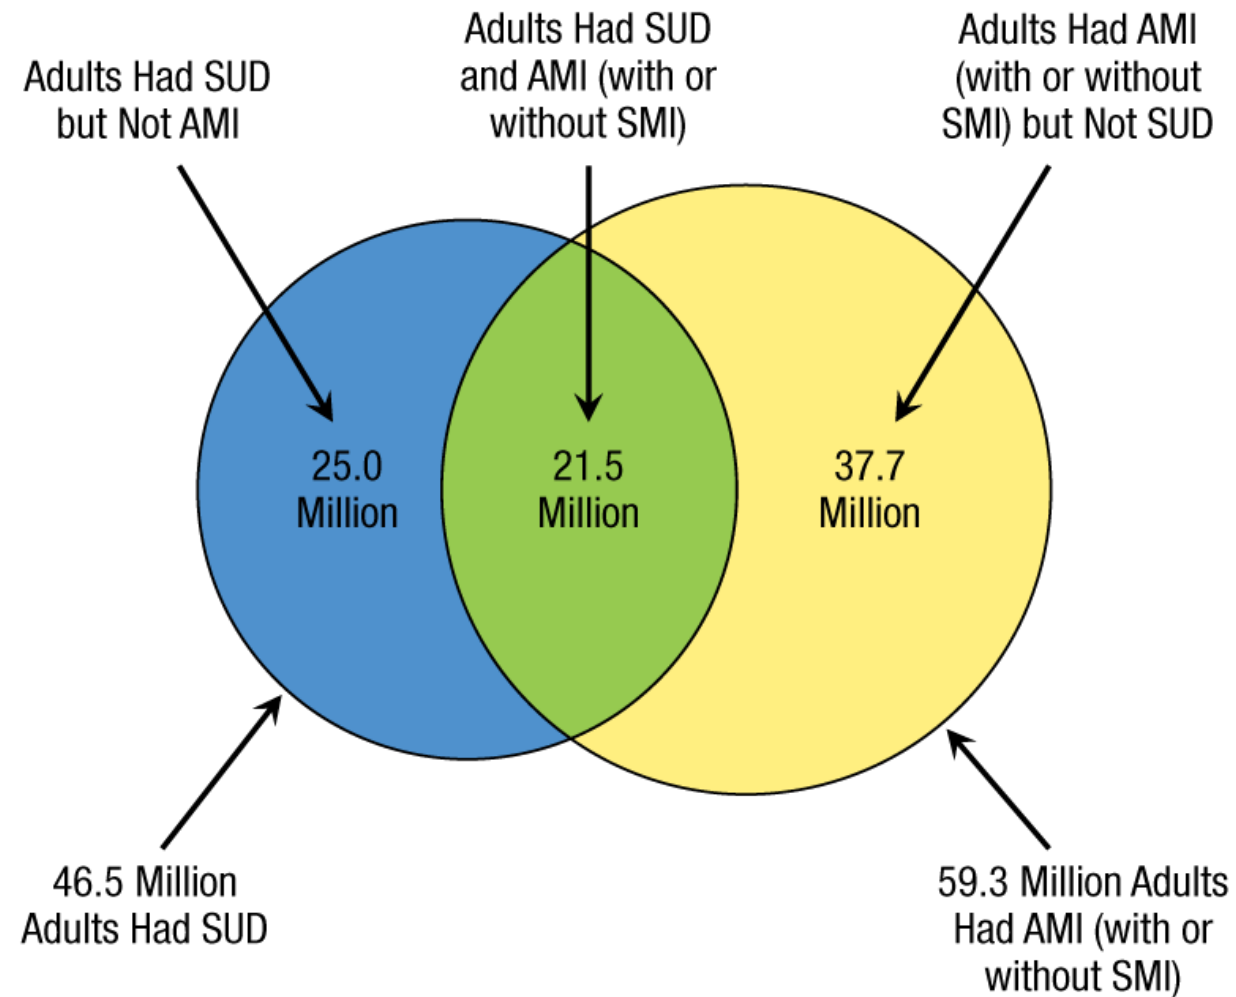 Adults Had SUD
but Not AMI
Adults Had SUD
and AMI (with or
without SMI)
Adults Had AMI
(with or without
SMI) but Not SUD
25.0
Million
21.5
Million
37.7
Million
46.5 Million
Adults Had SUD
59.3 Million Adults
Had AMI (with or
without SMI)